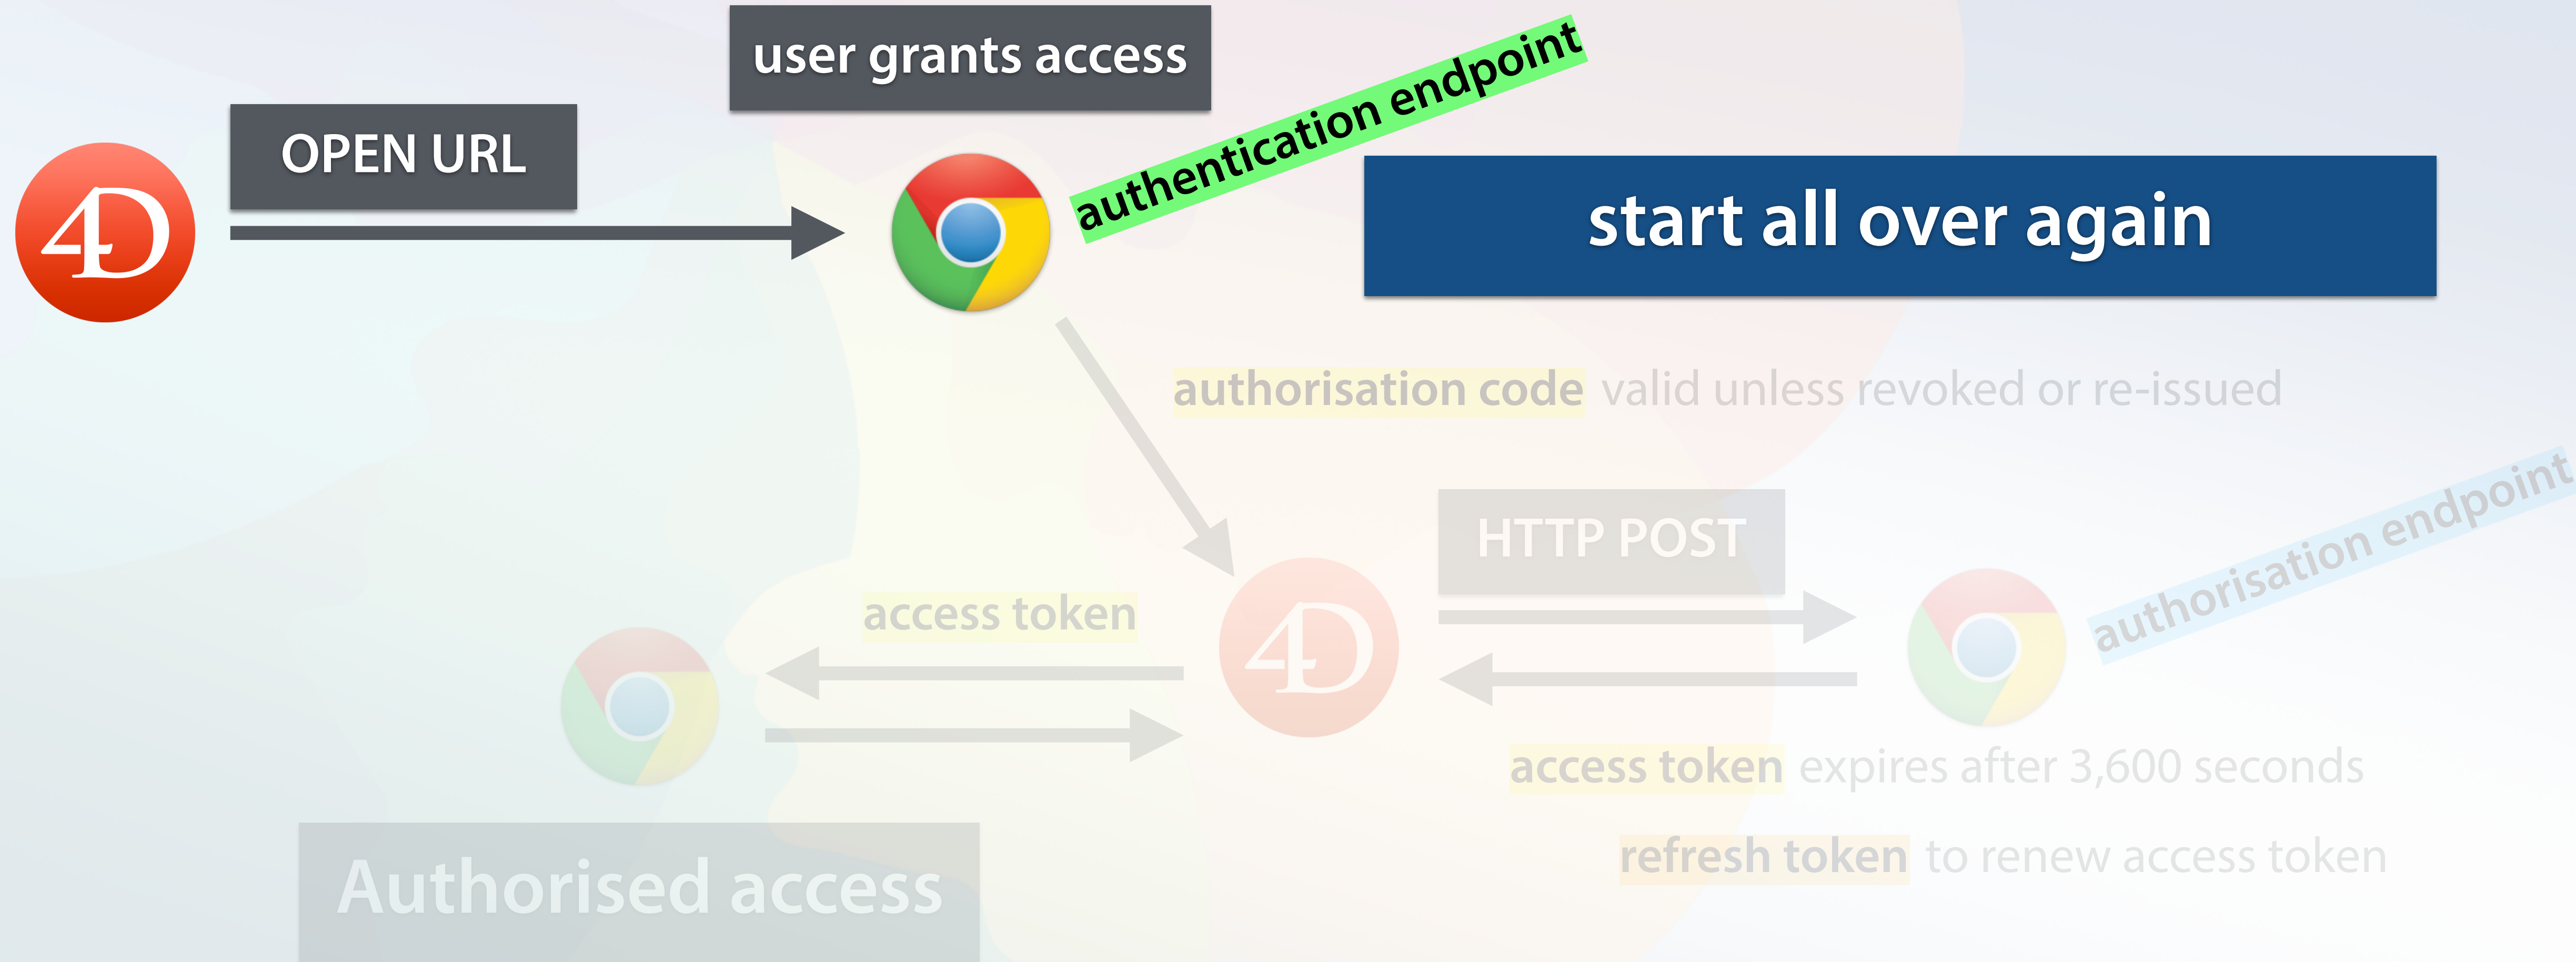 user grants access
authentication endpoint
OPEN URL
4D
start all over again
authorisation code valid unless revoked or re-issued
authorisation endpoint
HTTP POST
access token
4D
access token expires after 3,600 seconds
refresh token to renew access token
Authorised access